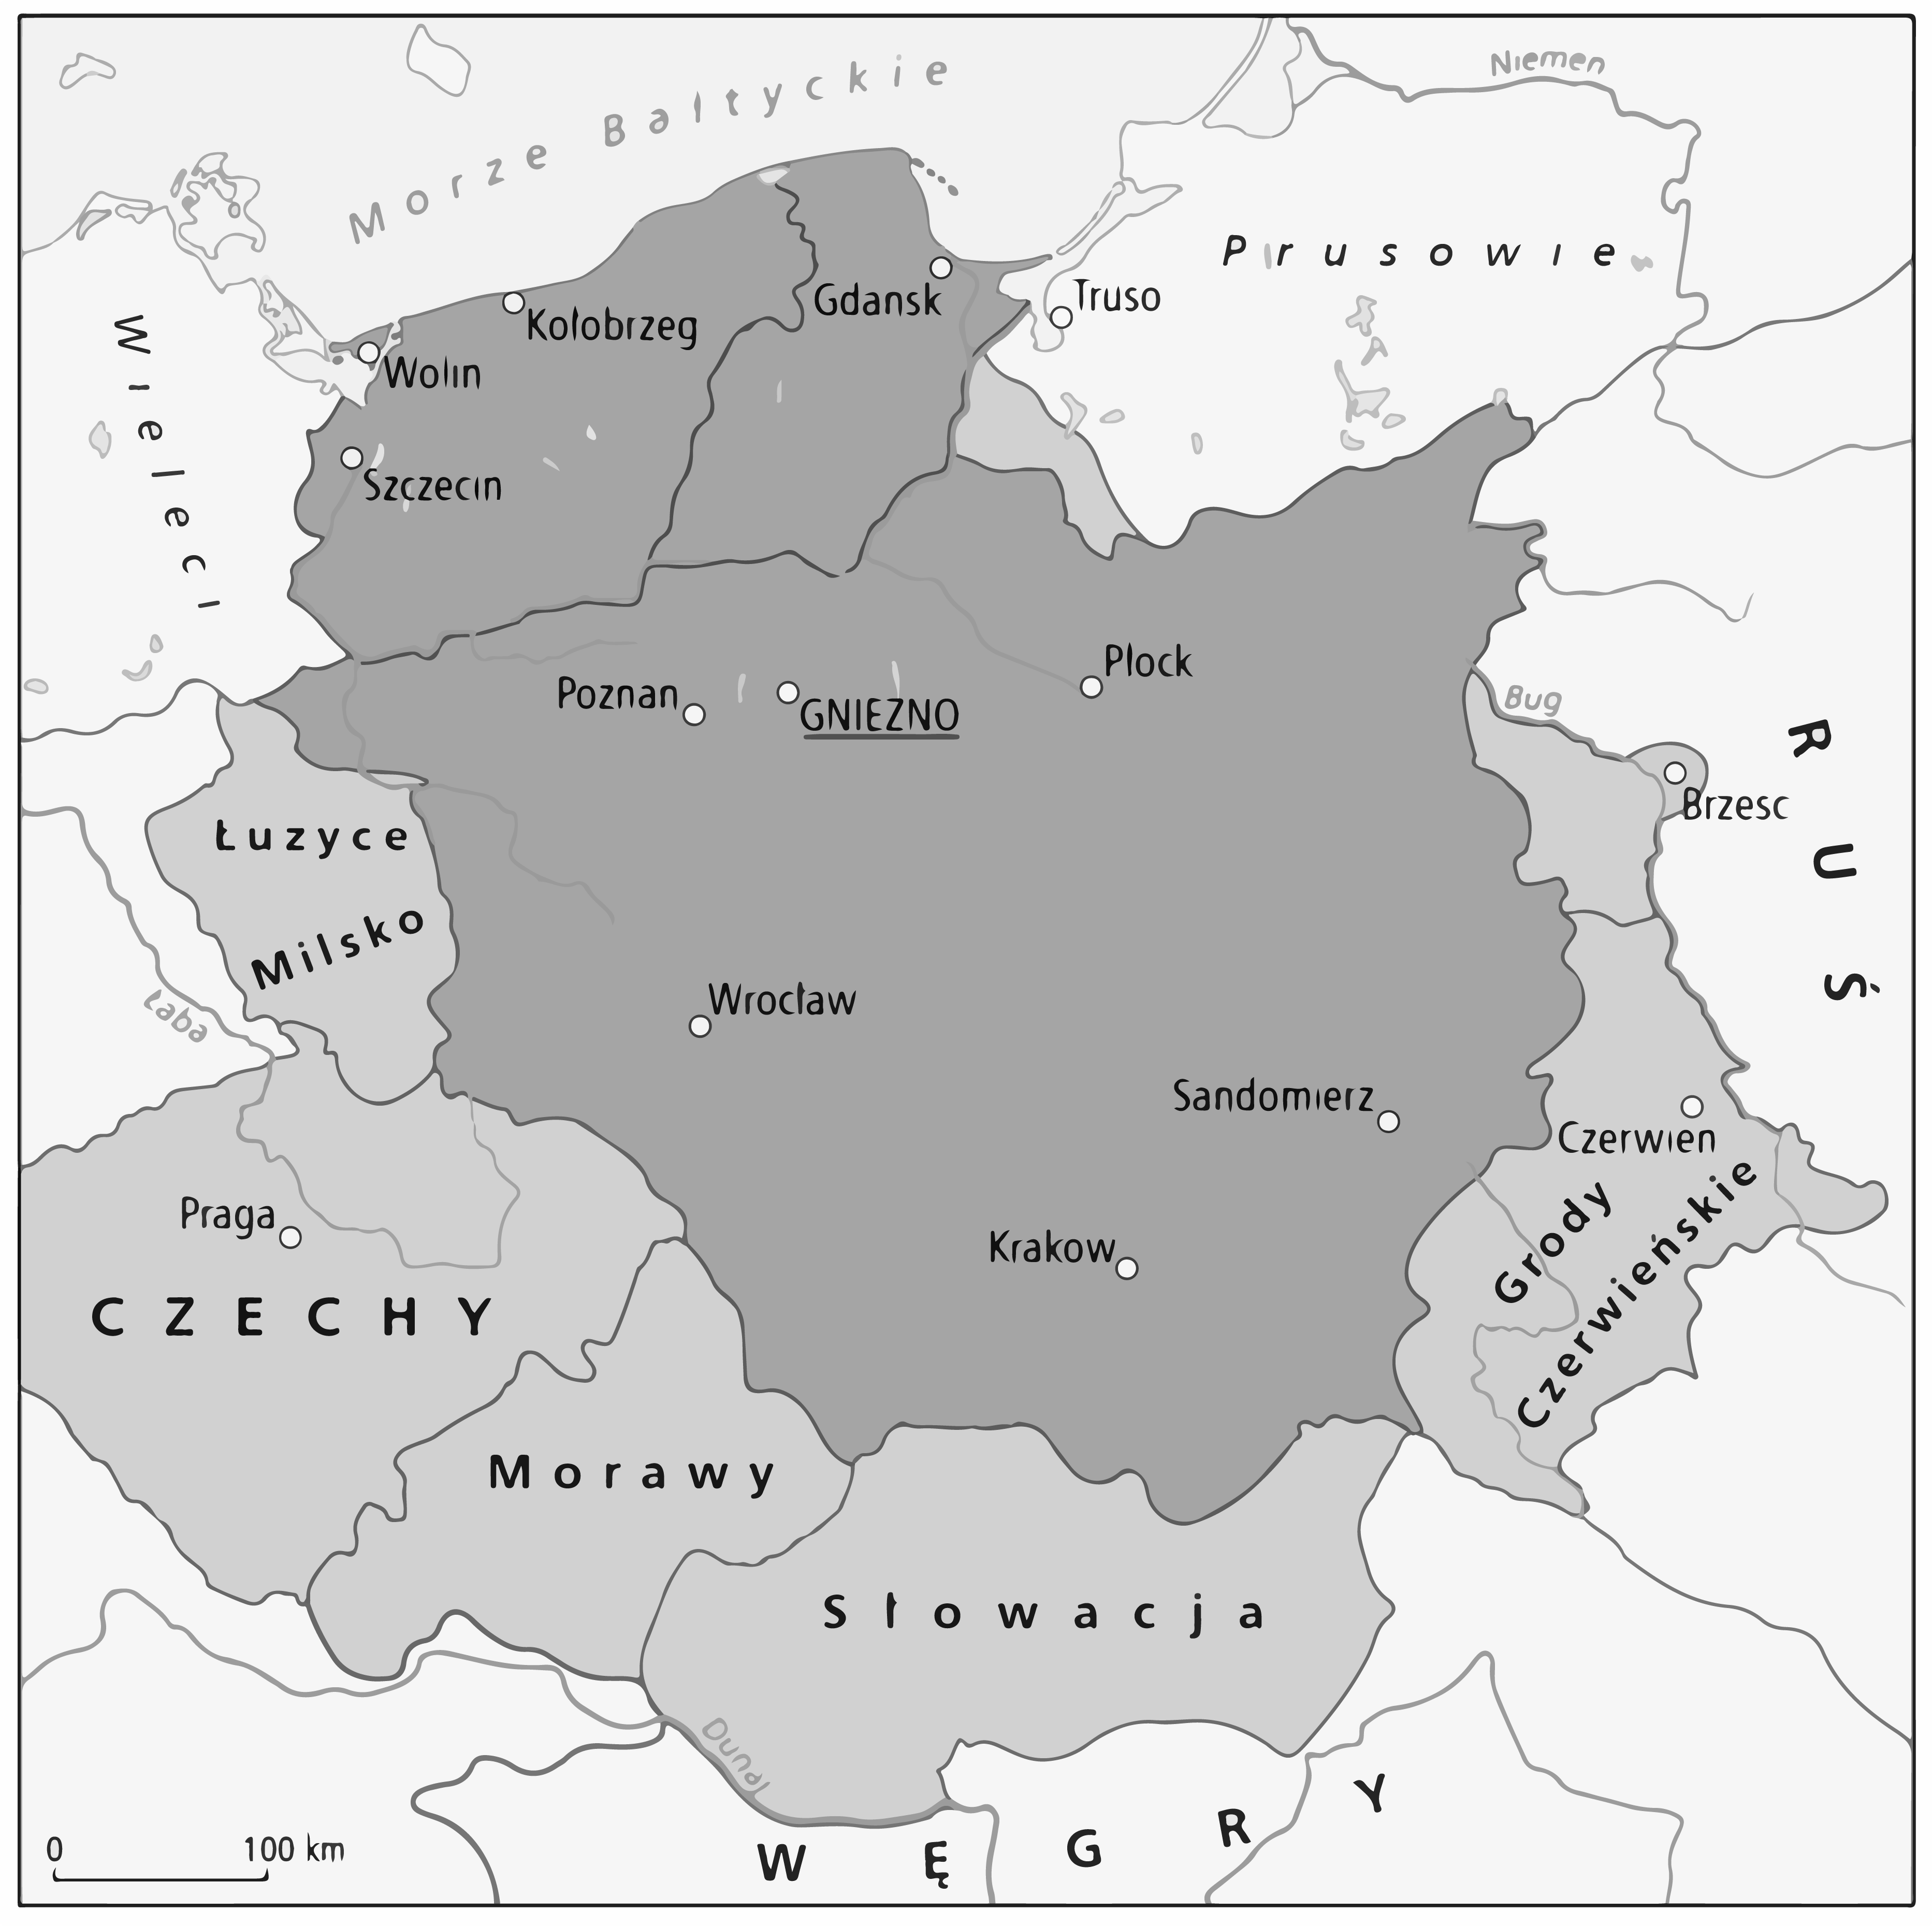 Niemen
Morze Bałtyckie
Prusowie
Wieleci
Gdansk
Truso
Kołobrzeg
Wolin
Szczecin
Płock
Poznan
GNIEZNO
Bug
RUŚ
Brzesc
Łuzyce
Milsko
Łaba
Wrocław
Sandomierz
Czerwien
Grody
Czerwieńskie
Praga
Krakow
CZECHY
Morawy
Słowacja
Dunaj
WĘGRY
0 100 km